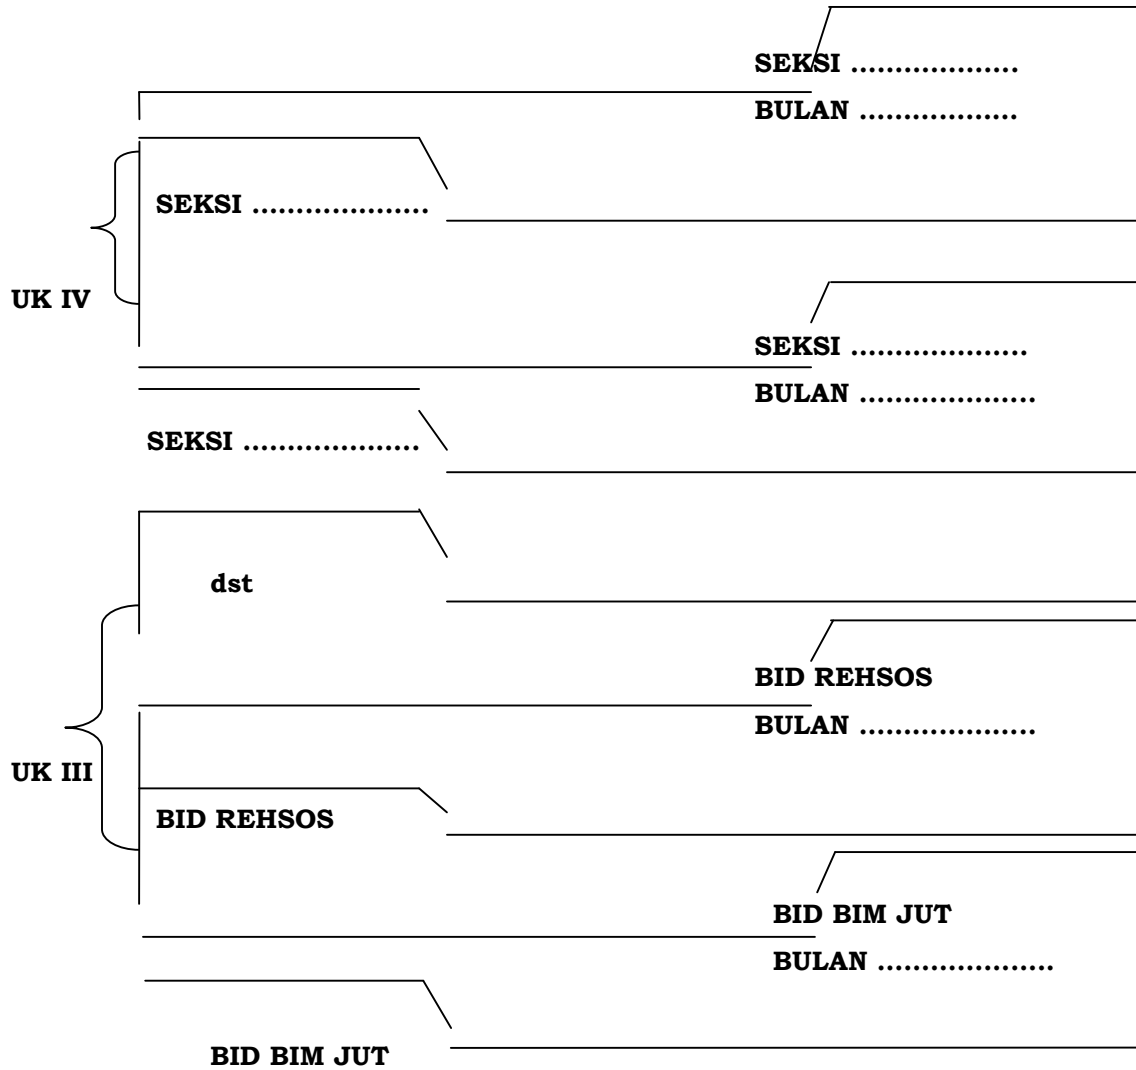 SEKSI ...................
BULAN ..................
SEKSI ....................
UK IV
SEKSI ....................
BULAN ....................
SEKSI ....................
dst
BID REHSOS
BULAN ....................
UK III
BID REHSOS
BID BIM JUT
BULAN ....................
BID BIM JUT